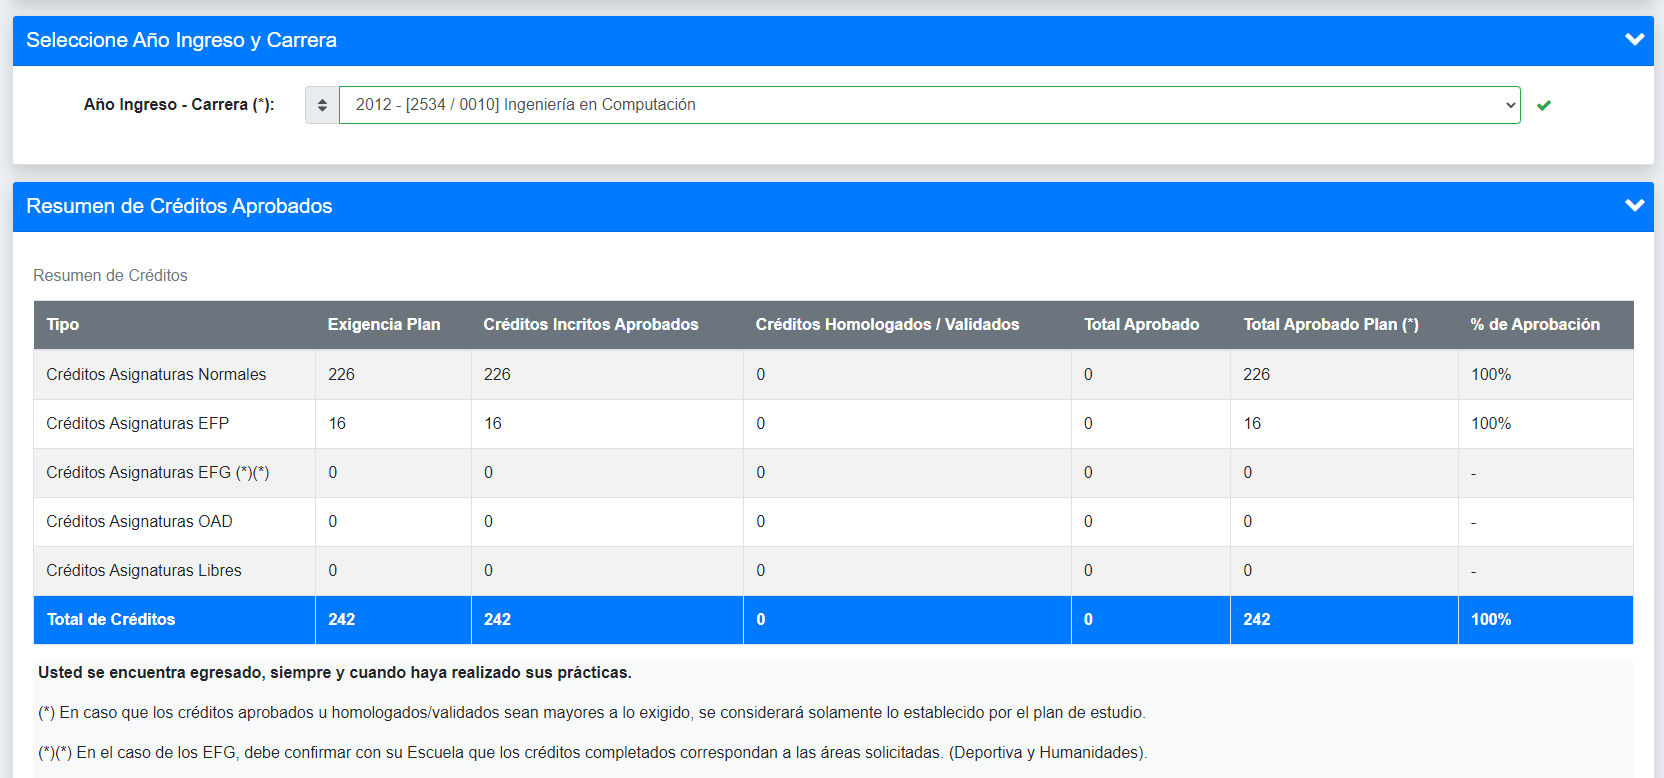 Seleccione Año Ingreso y Carrera
Año Ingreso - Carrera (*):
2012 - [2534 / 0010] Ingeniería en Computación
Resumen de Créditos Aprobados
Resumen de Créditos
Tipo Exigencia Plan Créditos Incritos Aprobados Créditos Homologados / Validados Total Aprobado Total Aprobado Plan (*) % de Aprobación
Créditos Asignaturas Normales 226 226 0 0 226 100%
Créditos Asignaturas EFP 16 16 0 0 16 100%
Créditos Asignaturas EFG (*)(*) 0 0 0 0 0 -
Créditos Asignaturas OAD 0 0 0 0 0 -
Créditos Asignaturas Libres 0 0 0 0 0 -
Total de Créditos 242 242 0 0 242 100%
Usted se encuentra egresado, siempre y cuando haya realizado sus prácticas.
(*) En caso que los créditos aprobados u homologados/validados sean mayores a lo exigido, se considerará solamente lo establecido por el plan de estudio.
(*)(*) En el caso de los EFG, debe confirmar con su Escuela que los créditos completados correspondan a las áreas solicitadas. (Deportiva y Humanidades).